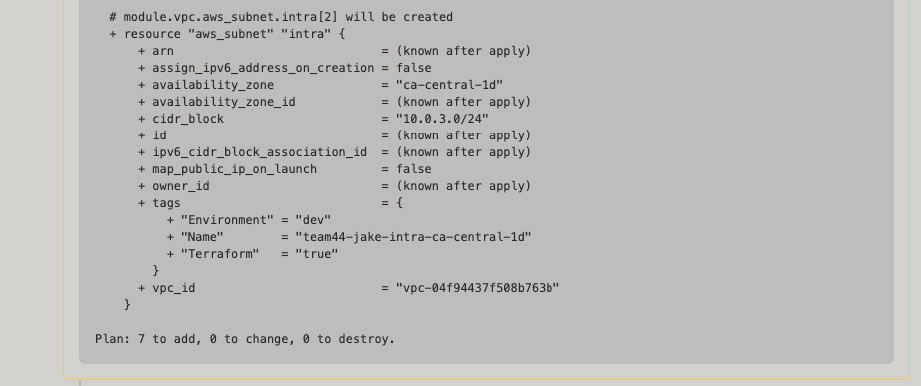 # module.vpc.aws_subnet.intra[2] will be created
+ resource "aws_subnet" "intra" {
+ arn = (known after apply)
+ assign_ipv6_address_on_creation = false
+ availability_zone = "ca-central-1d"
+ availability_zone_id = (known after apply)
+ cidr_block = "10.0.3.0/24"
+ id = (known after apply)
+ ipv6_cidr_block_association_id = (known after apply)
+ map_public_ip_on_launch = false
+ owner_id = (known after apply)
+ tags = {
+ "Environment" = "dev"
+ "Name" = "team44-jake-intra-ca-central-1d"
+ "Terraform" = "true"
}
+ vpc_id = "vpc-04f94437f508b763b"
}
Plan: 7 to add, 0 to change, 0 to destroy.